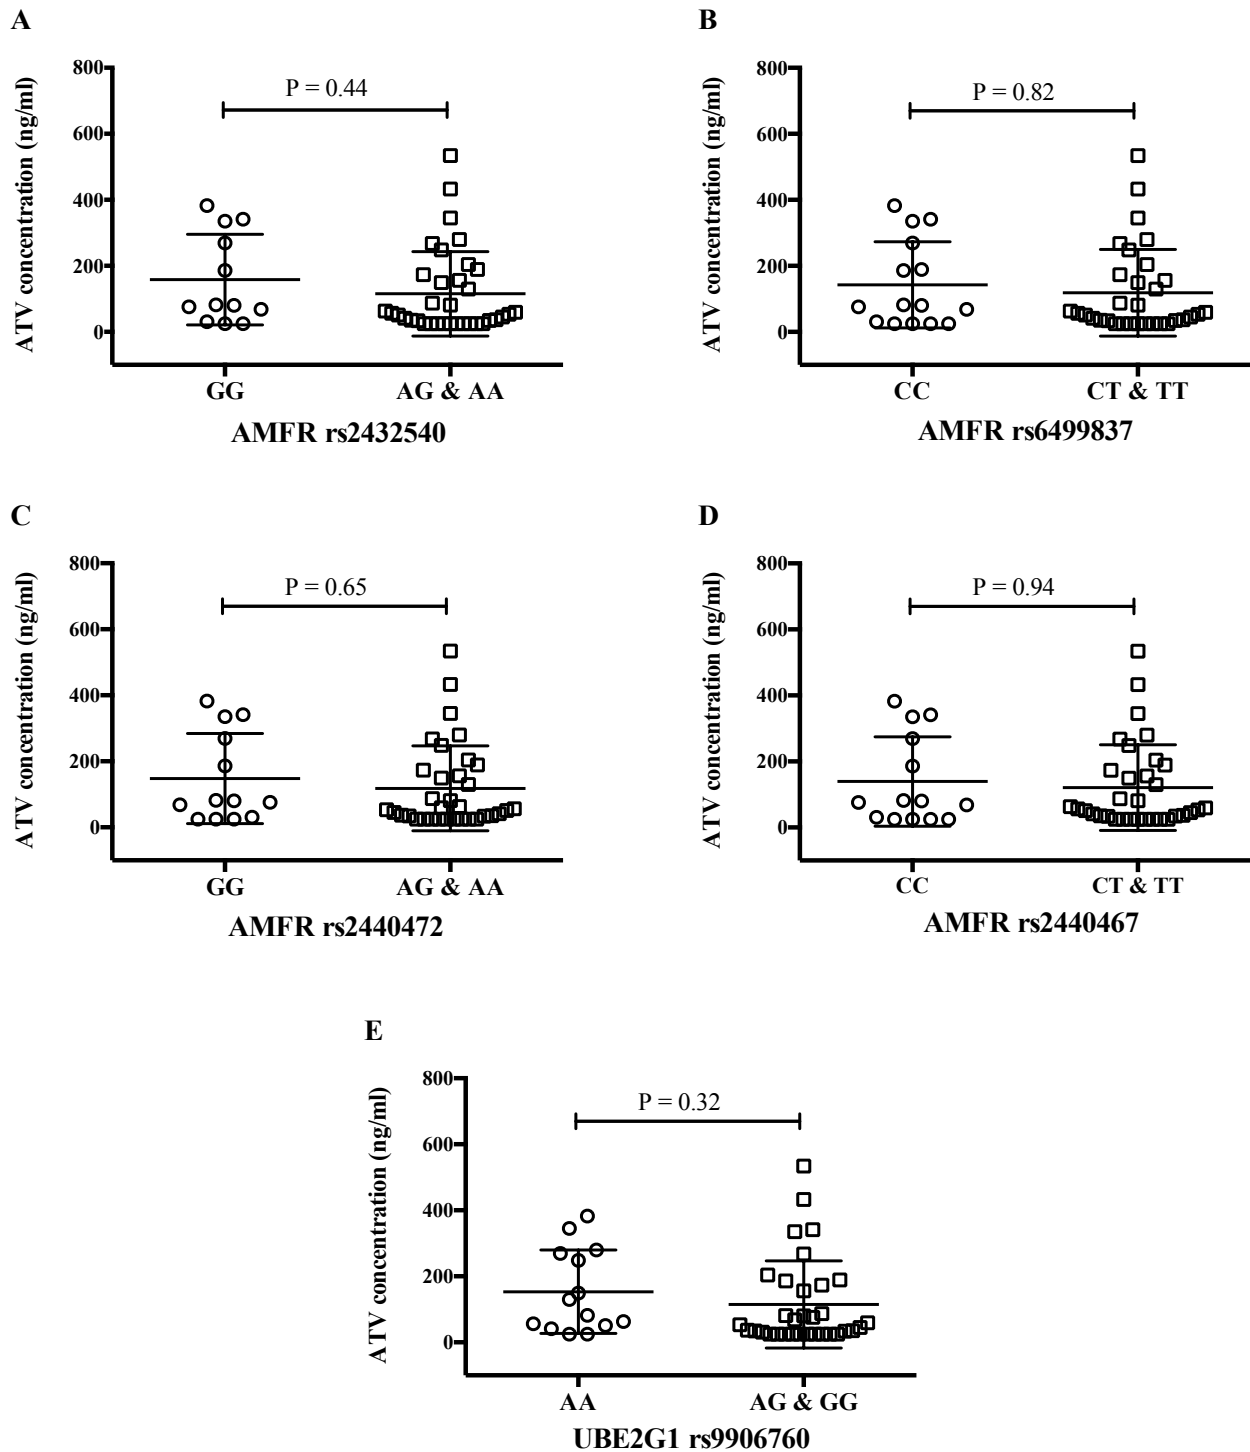 A
ATV concentration (ng/ml)
800
600
400
200
0
P = 0.44
GG
AG & AA
AMFR rs2432540
B
ATV concentration (ng/ml)
800
600
400
200
0
P = 0.82
CC
CT & TT
AMFR rs6499837
C
ATV concentration (ng/ml)
800
600
400
200
0
P = 0.65
GG
AG & AA
AMFR rs2440472
D
ATV concentration (ng/ml)
800
600
400
200
0
P = 0.94
CC
CT & TT
AMFR rs2440467
E
ATV concentration (ng/ml)
800
600
400
200
0
P = 0.32
AA
AG & GG
UBE2G1 rs9906760